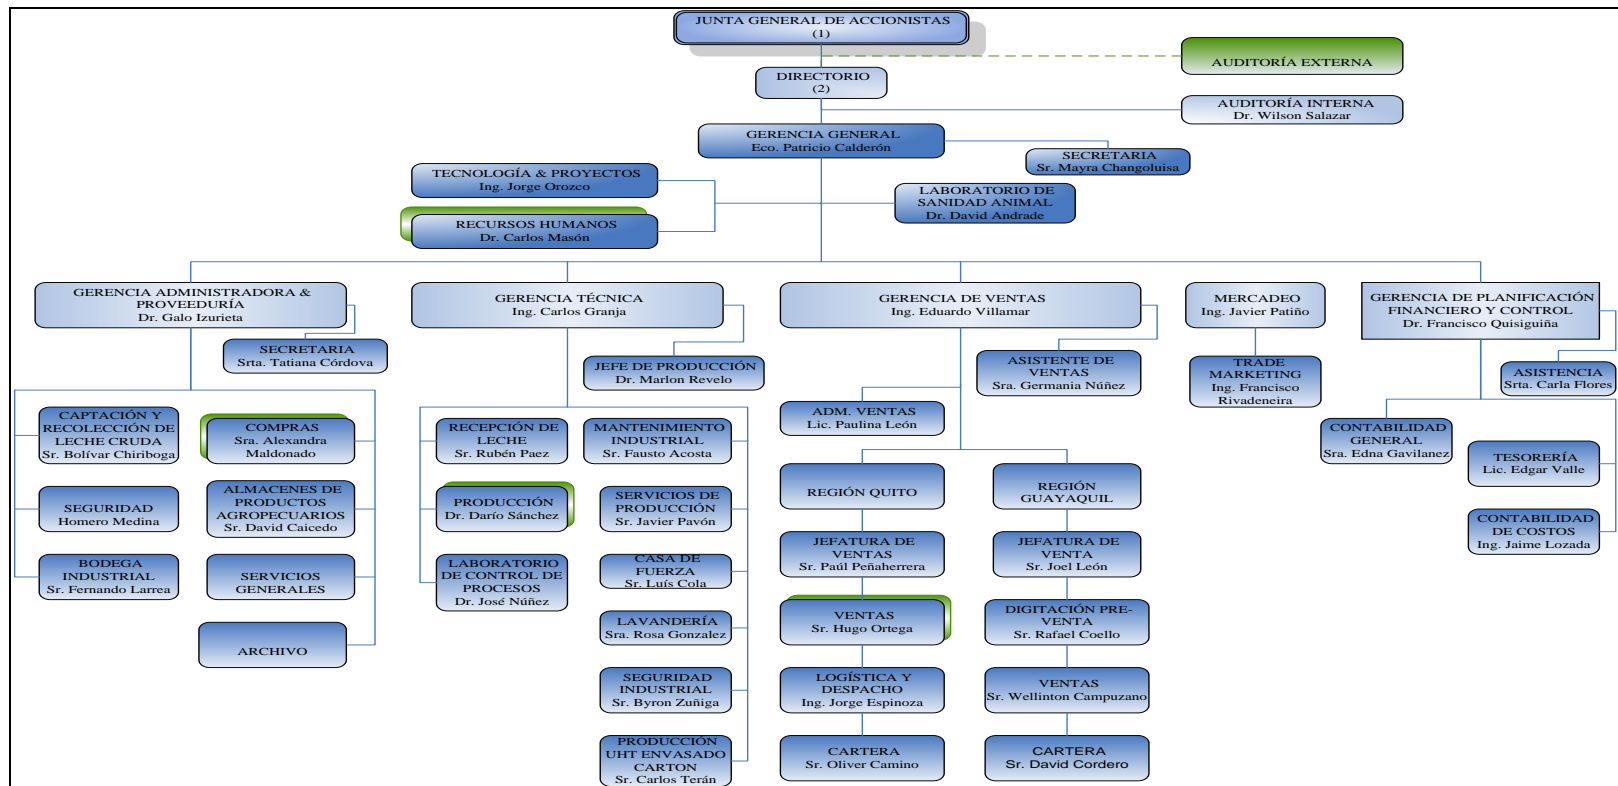 JUNTA GENERAL DE ACCIONISTAS
(1)
AUDITORÍA EXTERNA
DIRECTORIO
(2)
AUDITORÍA INTERNA
Dr. Wilson Salazar
GERENCIA GENERAL
Eco. Patricio Calderón
SECRETARIA
Sr. Mayra Changoluisa
TECNOLOGÍA & PROYECTOS
Ing. Jorge Orozco
LABORATORIO DE
SANIDAD ANIMAL
Dr. David Andrade
RECURSOS HUMANOS
Dr. Carlos Masón
GERENCIA ADMINISTRADORA &
PROVEEDURÍA
Dr. Galo Izurieta
SECRETARIA
Srta. Tatiana Córdova
CAPTACIÓN Y
RECOLECCIÓN DE
LECHE CRUDA
Sr. Bolívar Chiriboga
COMPRAS
Sra. Alexandra
Maldonado
SEGURIDAD
Homero Medina
ALMACENES DE
PRODUCTOS
AGROPECUARIOS
Sr. David Caicedo
BODEGA
INDUSTRIAL
Sr. Fernando Larrea
SERVICIOS
GENERALES
ARCHIVO
GERENCIA TÉCNICA
Ing. Carlos Granja
JEFE DE PRODUCCIÓN
Dr. Marlon Revelo
RECEPCIÓN DE
LECHE
Sr. Rubén Paez
MANTENIMIENTO
INDUSTRIAL
Sr. Fausto Acosta
PRODUCCIÓN
Dr. Darío Sánchez
SERVICIOS DE
PRODUCCIÓN
Sr. Javier Pavón
LABORATORIO
DE CONTROL DE
PROCESOS
Dr. José Núñez
CASA DE
FUERZA
Sr. Luís Cola
LAVANDERÍA
Sra. Rosa Gonzalez
SEGURIDAD
INDUSTRIAL
Sr. Byron Zuñiga
PRODUCCIÓN
UHT ENVASADO
CARTON
Sr. Carlos Terán
GERENCIA DE VENTAS
Ing. Eduardo Villamar
ASISTENTE DE
VENTAS
Sra. Germania Núñez
ADM. VENTAS
Lic. Paulina León
REGIÓN QUITO
JEFATURA DE
VENTAS
Sr. Paúl Peñaherrera
VENTAS
Sr. Hugo Ortega
LOGÍSTICA Y
DESPACHO
Ing. Jorge Espinoza
CARTERA
Sr. Oliver Camino
REGIÓN
GUAYAQUIL
JEFATURA DE
VENTA
Sr. Joel León
DIGITACIÓN PRE-
VENTA
Sr. Rafael Coello
VENTAS
Sr. Wellinton Campuzano
CARTERA
Sr. David Cordero
MERCADEO
Ing. Javier Patiño
TRADE
MARKETING
Ing. Francisco
Rivadeneira
GERENCIA DE PLANIFICACIÓN
FINANCIERO Y CONTROL
Dr. Francisco Quisiguiña
ASISTENCIA
Srta. Carla Flores
CONTABILIDAD
GENERAL
Sra. Edna Gavilanez
TESORERÍA
Lic. Edgar Valle
CONTABILIDAD
DE COSTOS
Ing. Jaime Lozada